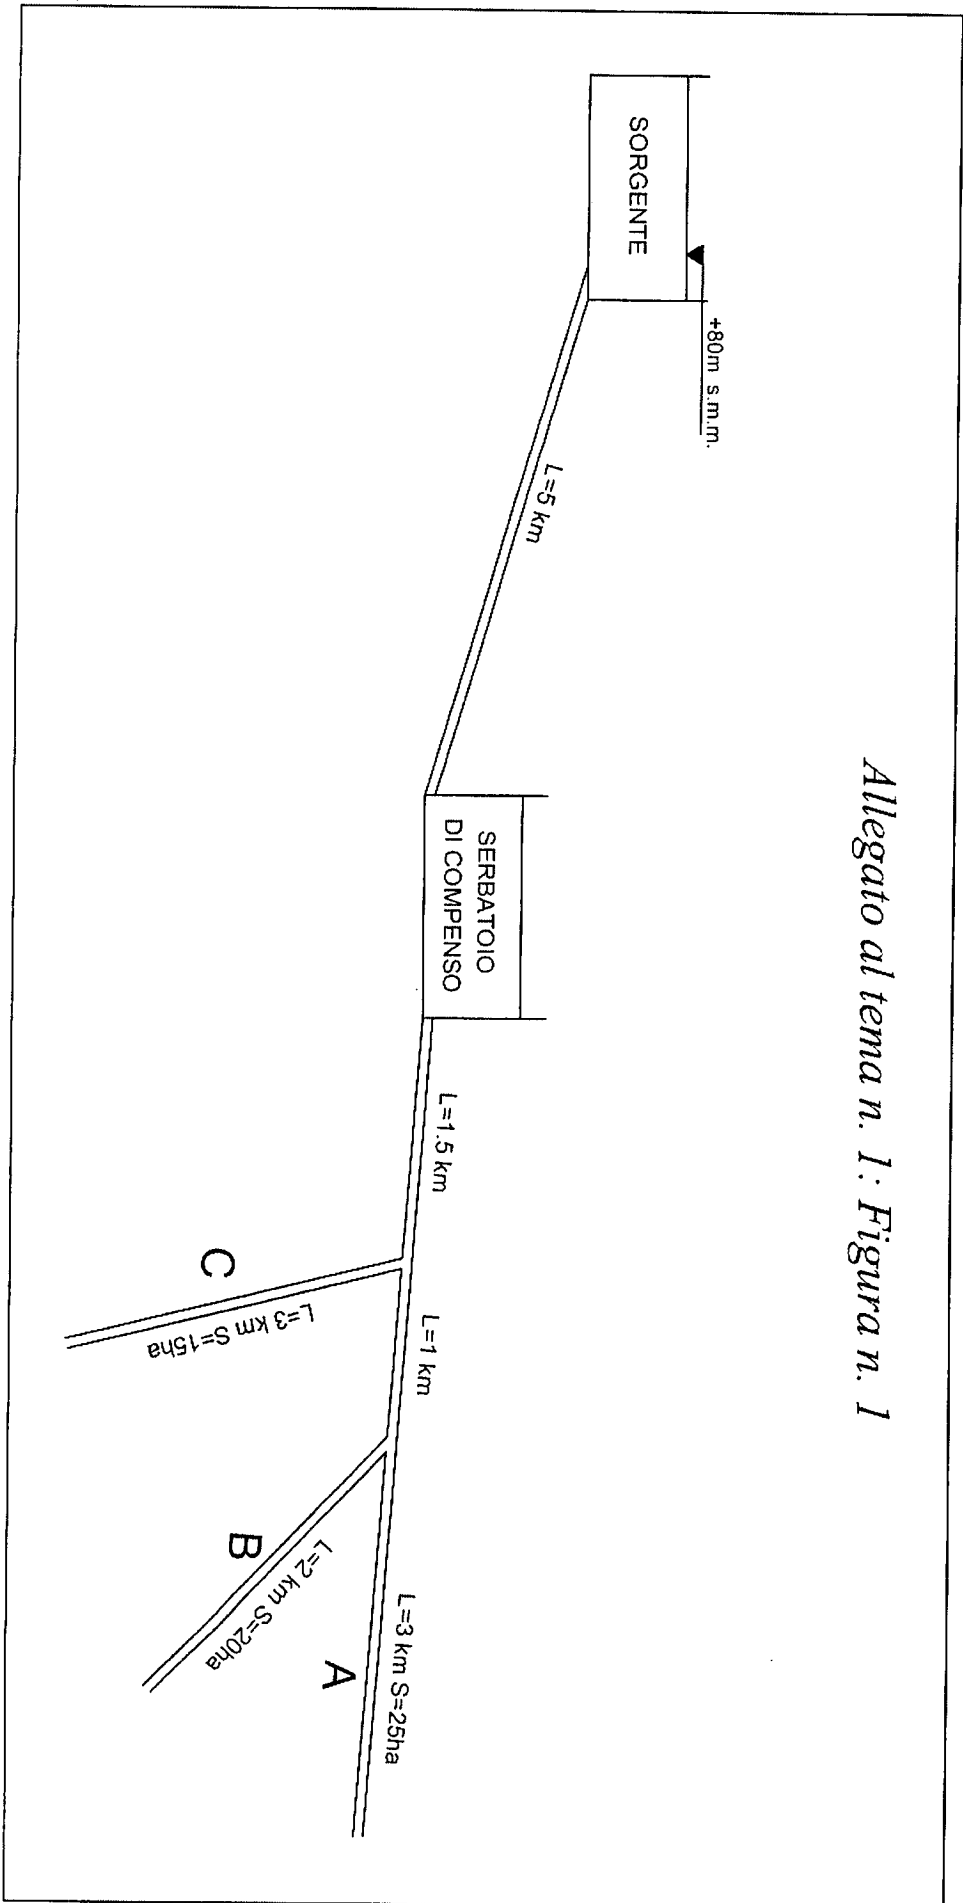 Allegato al tema n. 1: Figura n. 1
+80m s.m.m.
SORGENTE
L=5 km
SERBATOIO
DI COMPENSO
L=1.5 km
L=1 km
L=3 km S=25ha
A
L=2 km S=20ha
B
L=3 km S=15ha
C